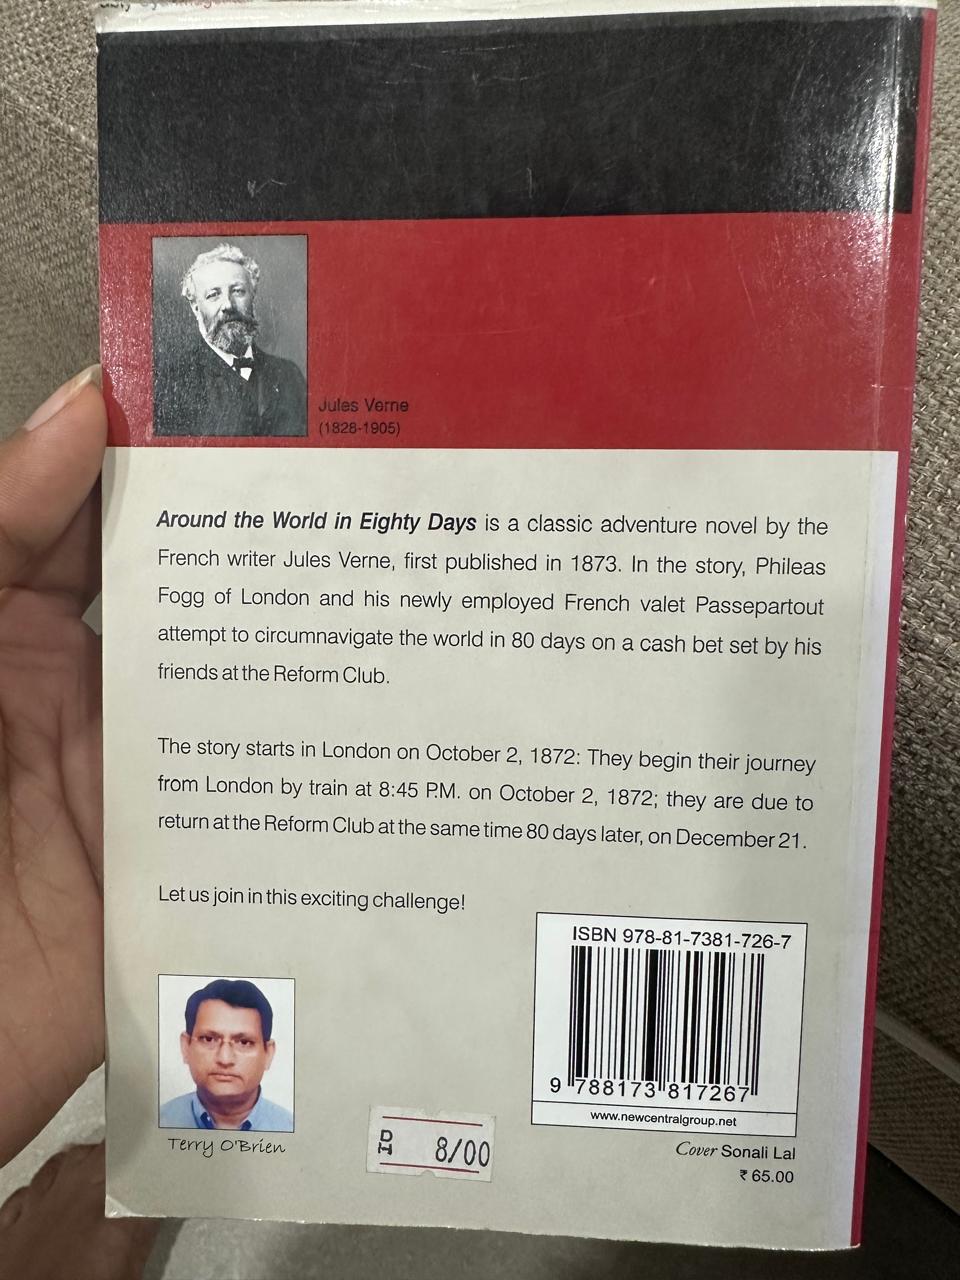 Jules Verne
(1828-1905)
Around the World in Eighty Days is a classic adventure novel by the
French writer Jules Verne, first published in 1873. In the story, Phileas
Fogg of London and his newly employed French valet Passepartout
attempt to circumnavigate the world in 80 days on a cash bet set by his
friends at the Reform Club.
The story starts in London on October 2, 1872: They begin their journey
from London by train at 8:45 P.M. on October 2, 1872; they are due to
return at the Reform Club at the same time 80 days later, on December 21.
Let us join in this exciting challenge!
ISBN 978-81-7381-726-7
9 788173 817267
www.newcentralgroup.net
Terry O'Brien
DH 8/00
Cover Sonali Lal
₹ 65.00